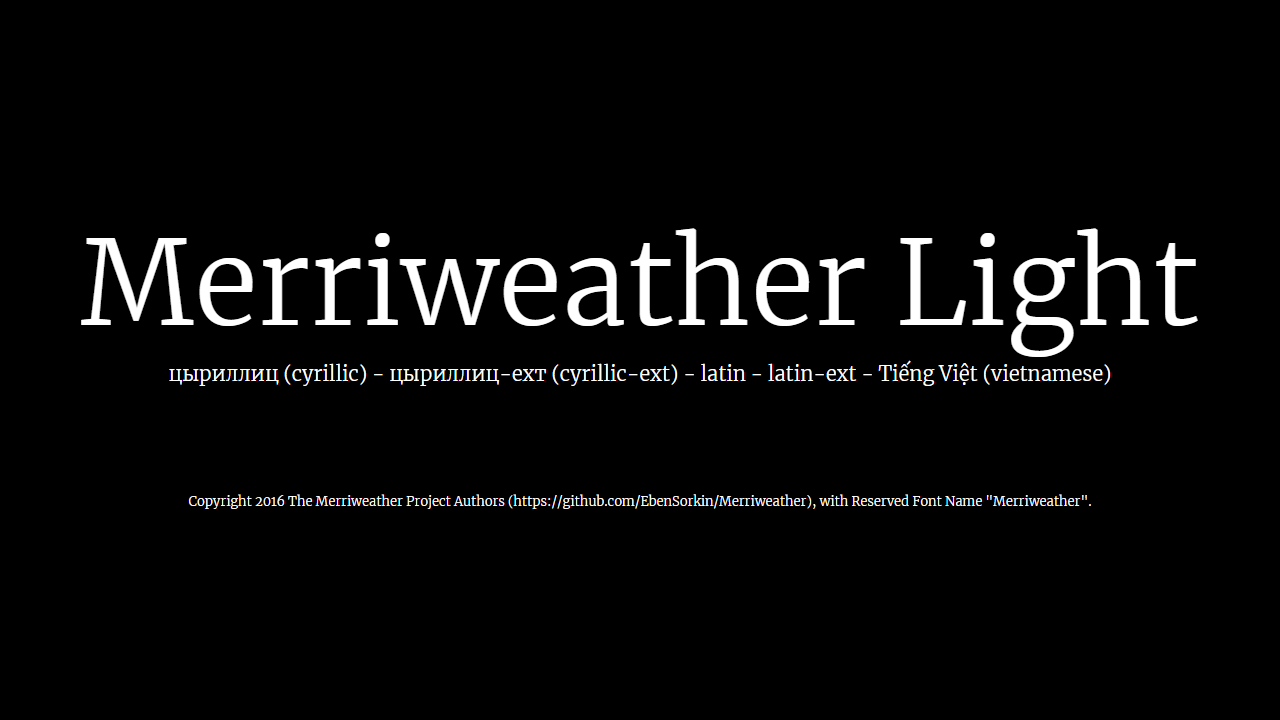 Merriweather Light
цыриллиц (cyrillic) - цыриллиц-ехт (cyrillic-ext) - latin - latin-ext - Tiếng Việt (vietnamese)
Copyright 2016 The Merriweather Project Authors (https://github.com/EbenSorkin/Merriweather), with Reserved Font Name "Merriweather".